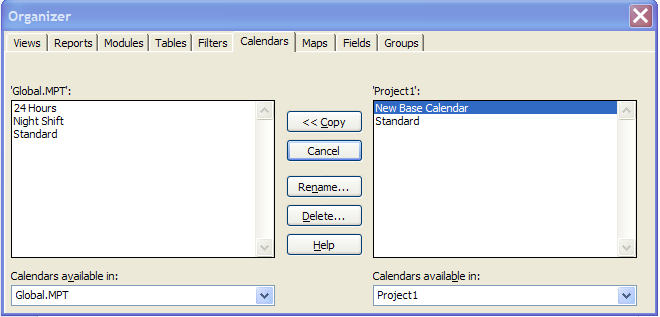 Organizer
Views Reports Modules Tables Filters Calendars Maps Fields Groups
'Global.MPT':
24 Hours
Night Shift
Standard
<< Copy
Cancel
Rename...
Delete...
Help
'Project1':
New Base Calendar
Standard
Calendars available in:
Global.MPT
Calendars available in:
Project1